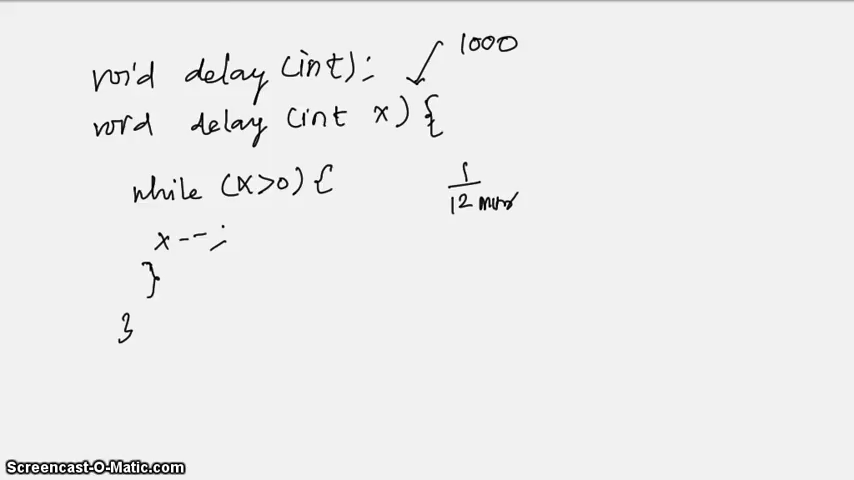 void delay (int);
1000
void delay (int x) {
while (x>0) {
1
12
x--;
}
}
Screencast-O-Matic.com